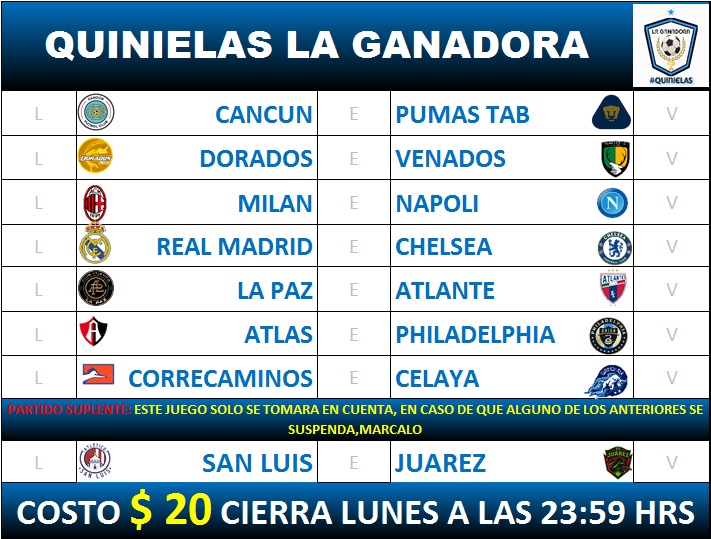 QUINIELAS LA GANADORA
LA GANADORA
#QUINIELAS
L CANCUN E PUMAS TAB V
L DORADOS E VENADOS V
L MILAN E NAPOLI V
L REAL MADRID E CHELSEA V
L LA PAZ E ATLANTE V
L ATLAS E PHILADELPHIA V
L CORRECAMINOS E CELAYA V
PARTIDO SUPLENTE: ESTE JUEGO SOLO SE TOMARA EN CUENTA, EN CASO DE QUE ALGUNO DE LOS ANTERIORES SE
SUSPENDA,MARCALO
L SAN LUIS E JUAREZ V
COSTO $ 20 CIERRA LUNES A LAS 23:59 HRS